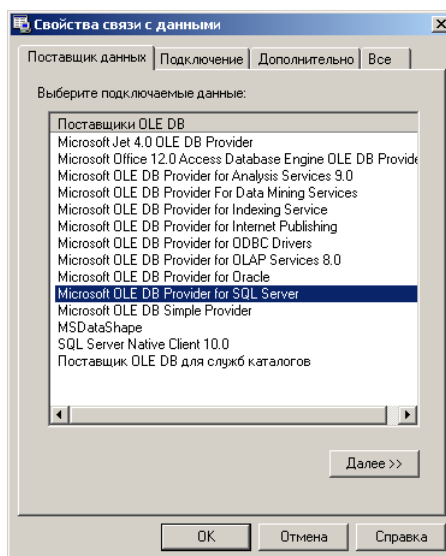 Свойства связи с данными
Поставщик данных Подключение Дополнительно Все
Выберите подключаемые данные:
Поставщики OLE DB
Microsoft Jet 4.0 OLE DB Provider
Microsoft Office 12.0 Access Database Engine OLE DB Provide
Microsoft OLE DB Provider for Analysis Services 9.0
Microsoft OLE DB Provider For Data Mining Services
Microsoft OLE DB Provider for Indexing Service
Microsoft OLE DB Provider for Internet Publishing
Microsoft OLE DB Provider for ODBC Drivers
Microsoft OLE DB Provider for OLAP Services 8.0
Microsoft OLE DB Provider for Oracle
Microsoft OLE DB Provider for SQL Server
Microsoft OLE DB Simple Provider
MSDataShape
SQL Server Native Client 10.0
Поставщик OLE DB для служб каталогов
Далее >>
OK Отмена Справка